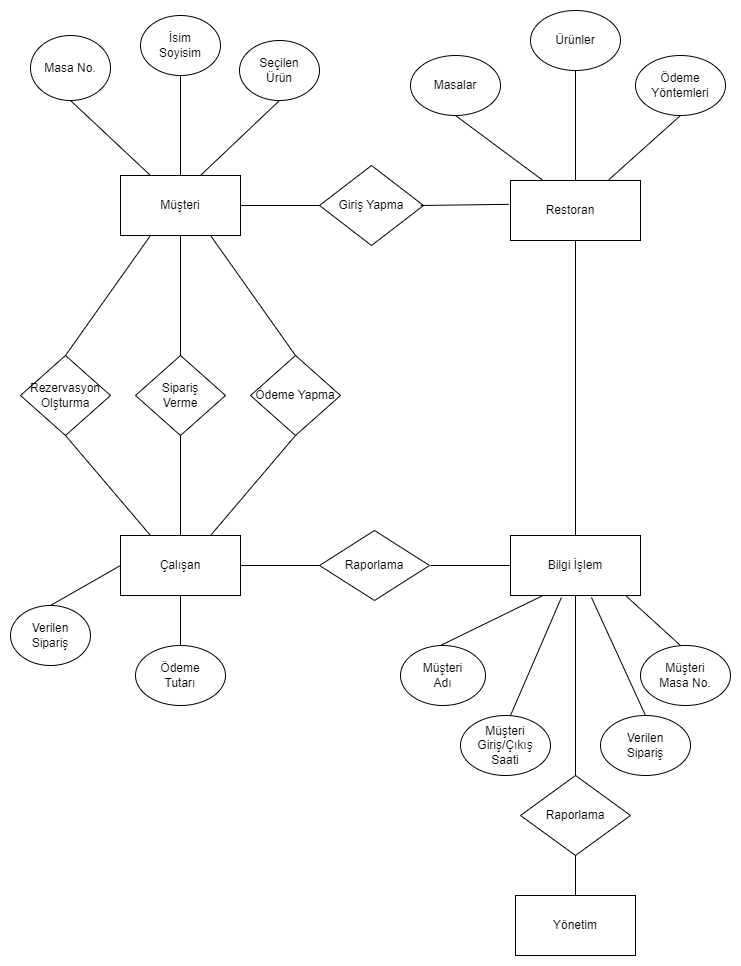 İsim
Soyisim
Masa No.
Seçilen
Ürün
Ürünler
Masalar
Ödeme
Yöntemleri
Müşteri
Giriş Yapma
Restoran
Rezervasyon
Olşturma
Sipariş
Verme
Ödeme Yapma
Çalışan
Raporlama
Bilgi İşlem
Verilen
Sipariş
Ödeme
Tutarı
Müşteri
Adı
Müşteri
Masa No.
Müşteri
Giriş/Çıkış
Saati
Verilen
Sipariş
Raporlama
Yönetim